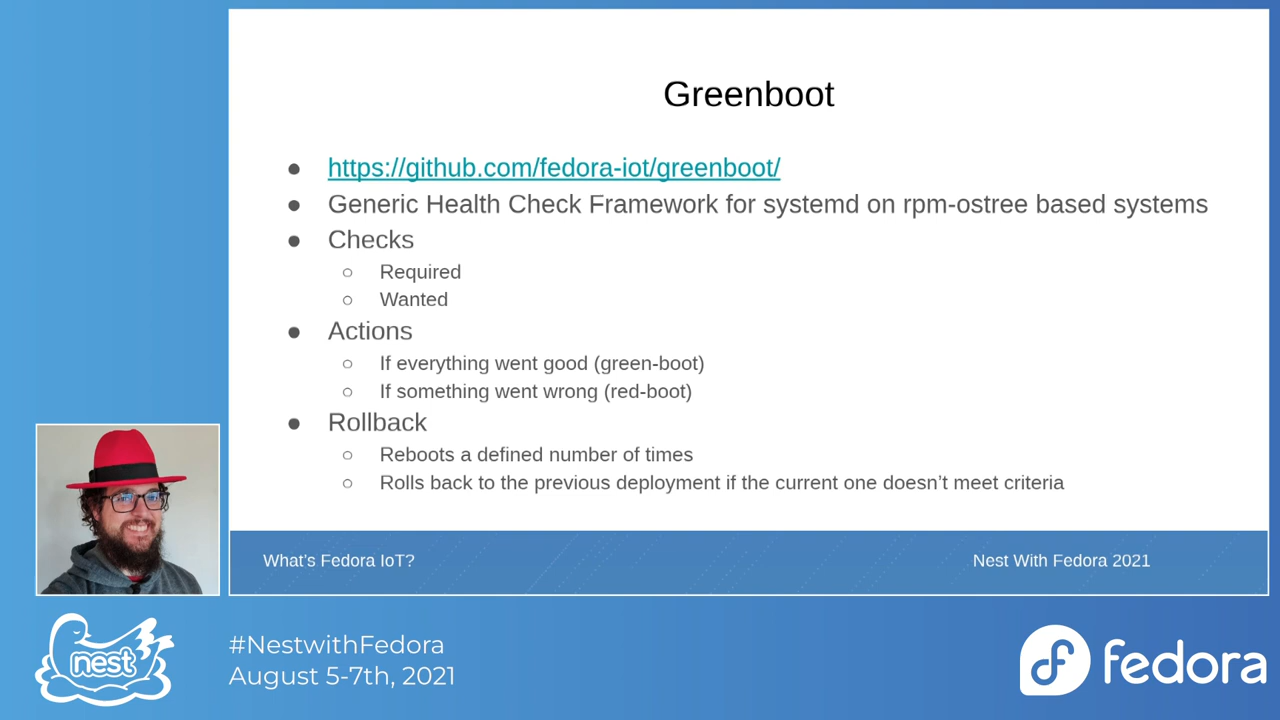 Greenboot
● https://github.com/fedora-iot/greenboot/
● Generic Health Check Framework for systemd on rpm-ostree based systems
● Checks
○ Required
○ Wanted
● Actions
○ If everything went good (green-boot)
○ If something went wrong (red-boot)
● Rollback
○ Reboots a defined number of times
○ Rolls back to the previous deployment if the current one doesn’t meet criteria
What’s Fedora IoT?
Nest With Fedora 2021
nest
#NestwithFedora
August 5-7th, 2021
fedora